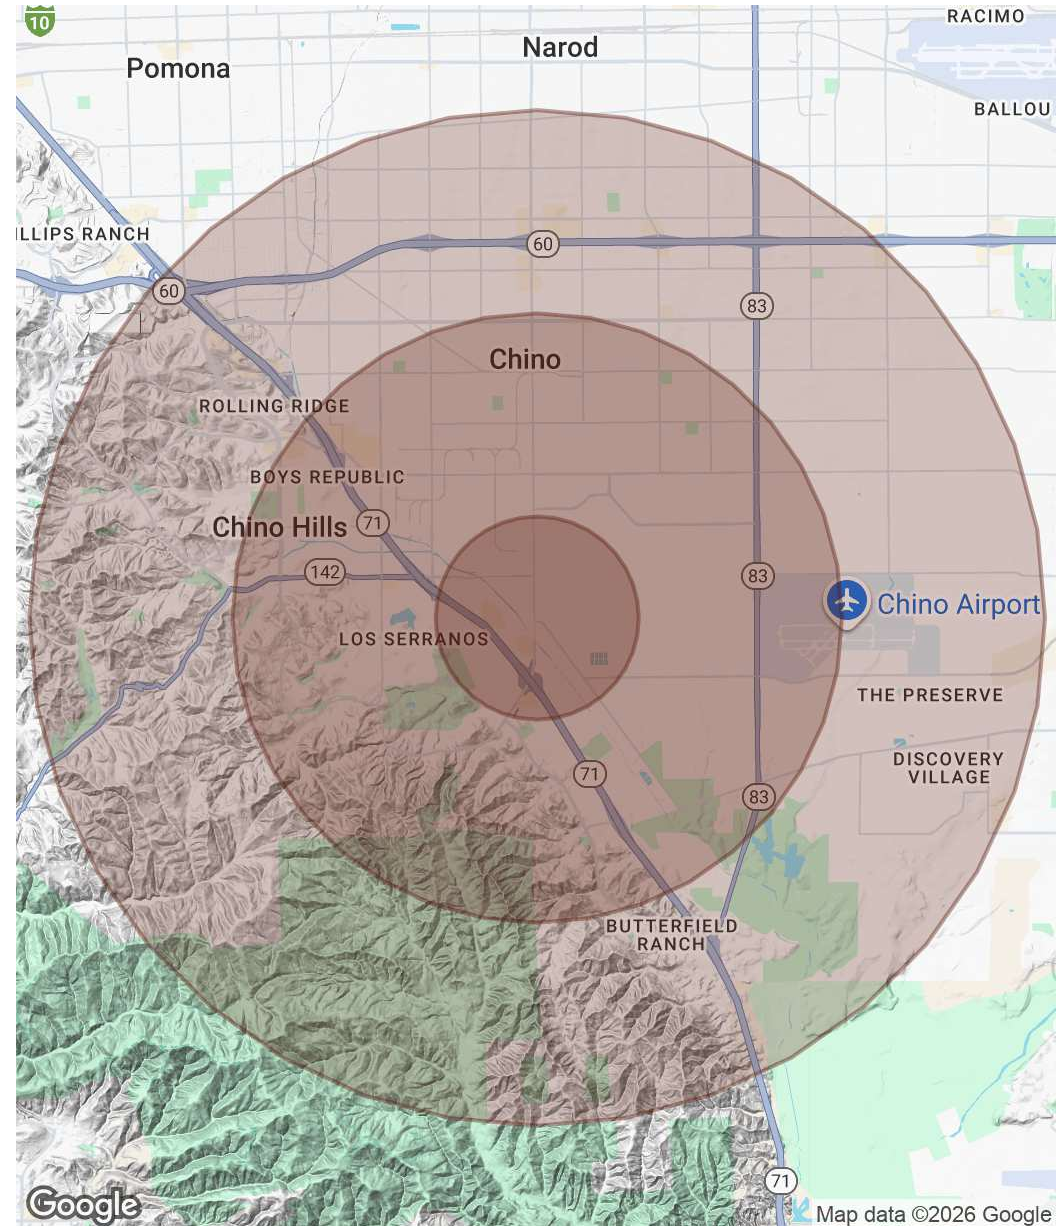 10
RACIMO
Narod
Pomona
BALLOU
ILLIPS RANCH
60
60
83
Chino
ROLLING RIDGE
BOYS REPUBLIC
Chino Hills
71
142
83
Chino Airport
LOS SERRANOS
THE PRESERVE
DISCOVERY
VILLAGE
71
83
BUTTERFIELD
RANCH
71
Google
Map data ©2026 Google